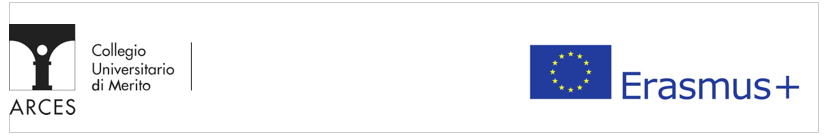 Collegio
Universitario
di Merito
ARCES
Erasmus+